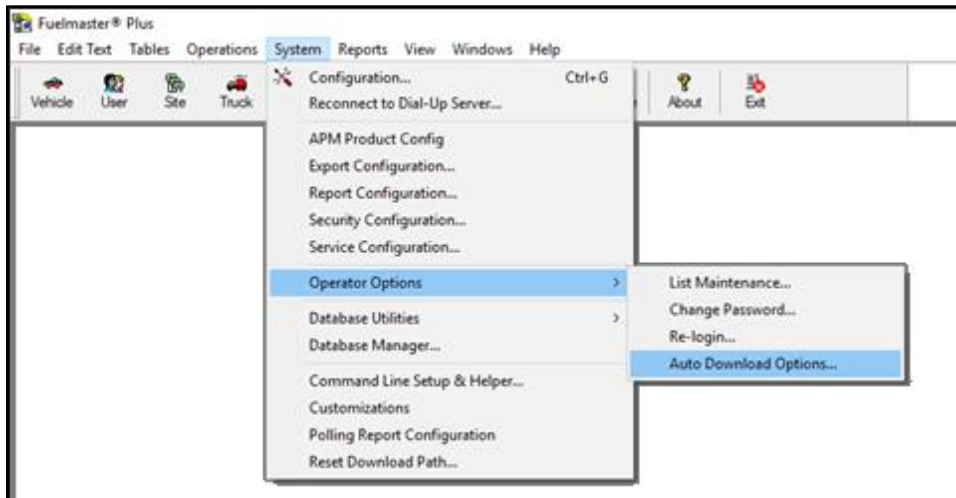 Fuelmaster® Plus
File Edit Text Tables Operations System Reports View Windows Help
Vehicle User Site Truck About Exit
Configuration... Ctrl+G
Reconnect to Dial-Up Server...
APM Product Config
Export Configuration...
Report Configuration...
Security Configuration...
Service Configuration...
Operator Options
Database Utilities
Database Manager...
Command Line Setup & Helper...
Customizations
Polling Report Configuration
Reset Download Path...
List Maintenance...
Change Password...
Re-login...
Auto Download Options...